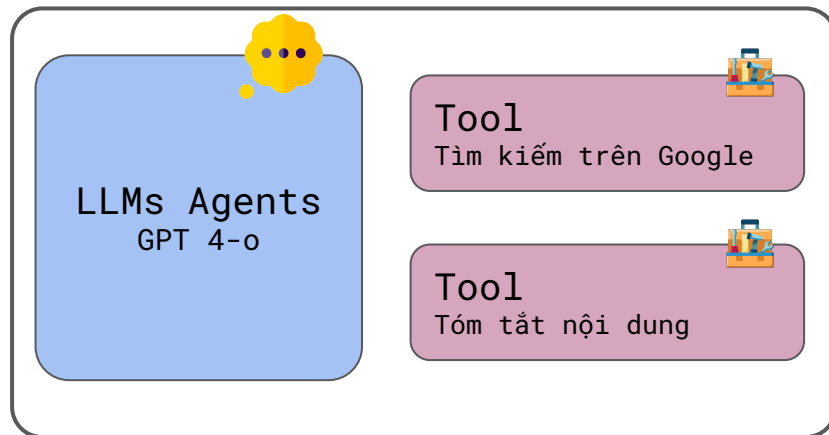 LLMs Agents
GPT 4-o
Tool
Tìm kiếm trên Google
Tool
Tóm tắt nội dung